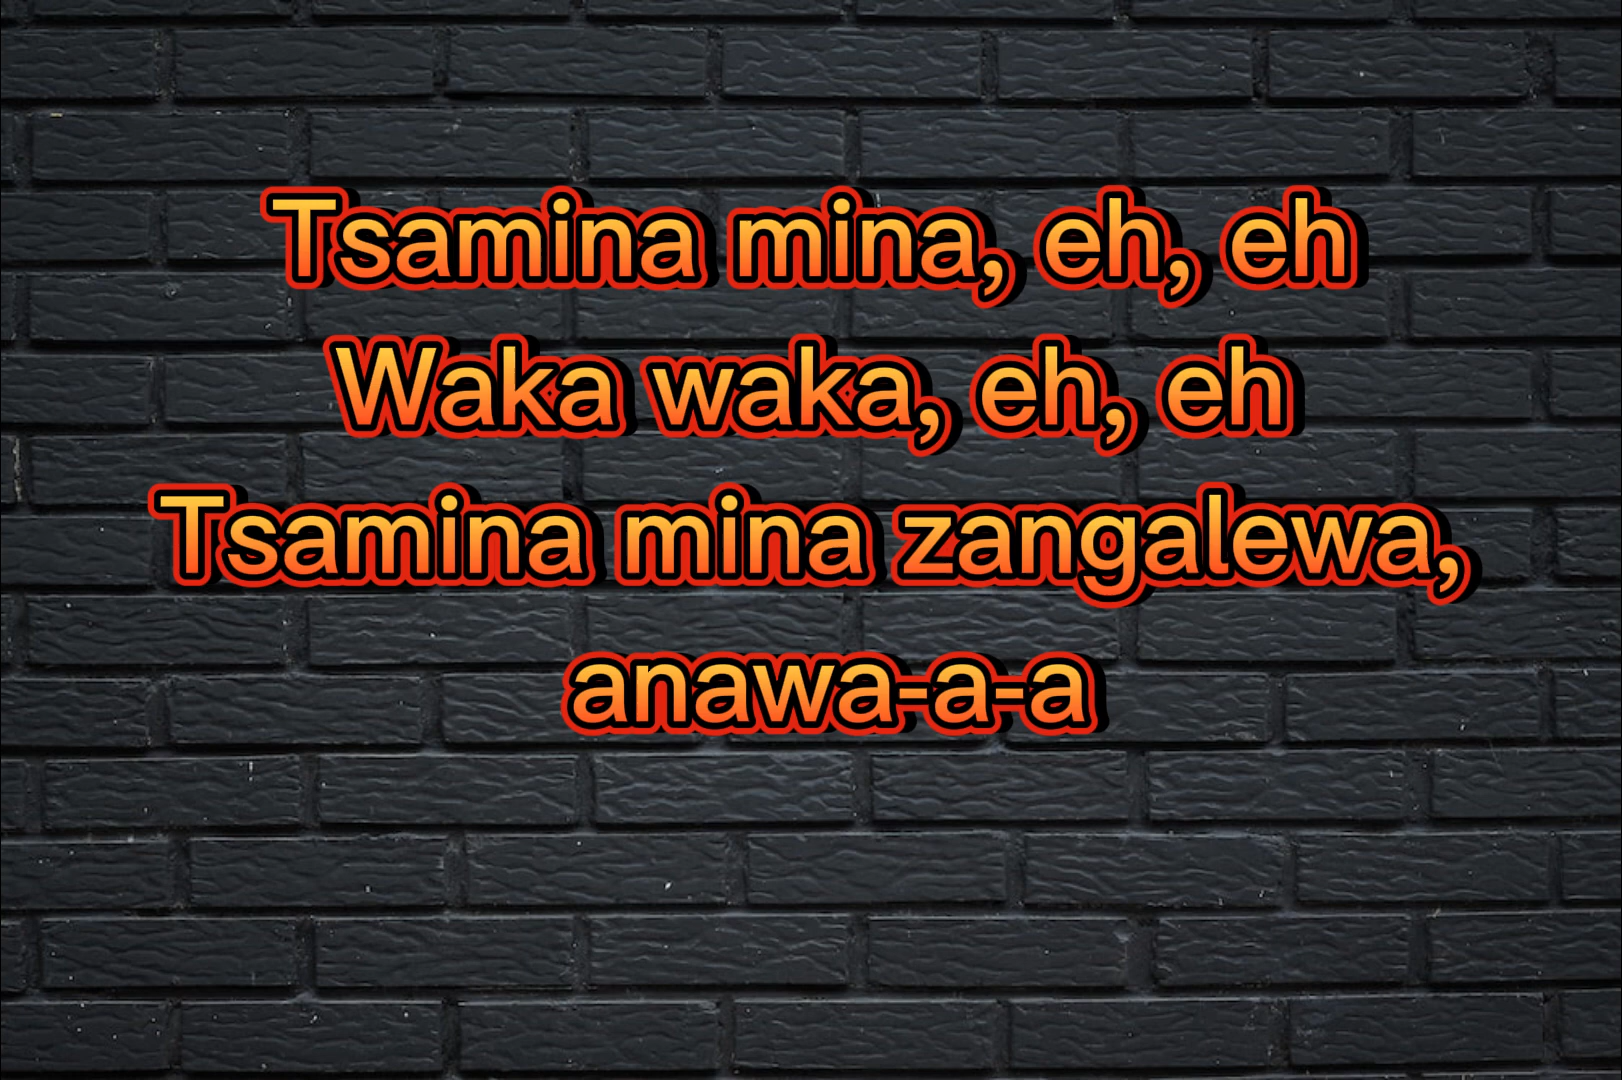 Tsamina mina, eh, eh
Waka waka, eh, eh
Tsamina mina zangalewa,
anawa-a-a